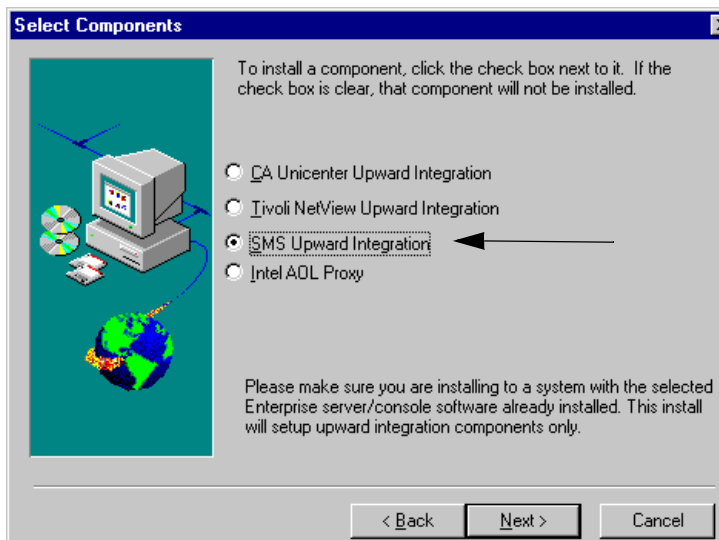 Select Components
To install a component, click the check box next to it. If the
check box is clear, that component will not be installed.
CA Unicenter Upward Integration
Tivoli NetView Upward Integration
SMS Upward Integration
Intel AOL Proxy
Please make sure you are installing to a system with the selected
Enterprise server/console software already installed. This install
will setup upward integration components only.
< Back
Next >
Cancel